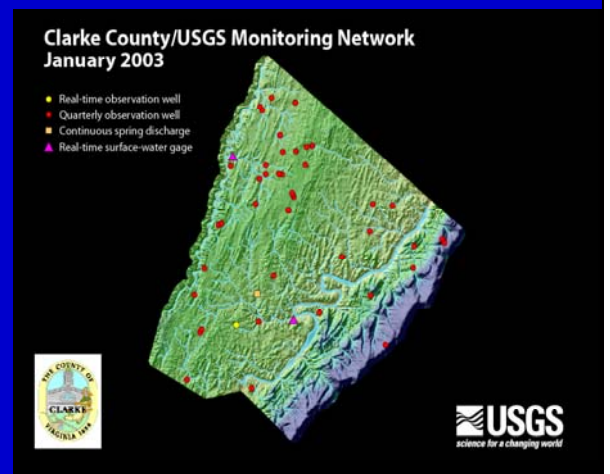 Clarke County/USGS Monitoring Network
January 2003
Real-time observation well
Quarterly observation well
Continuous spring discharge
Real-time surface-water gage
THE COUNTY OF
CLARKE
VIRGINIA 1836
USGS
science for a changing world